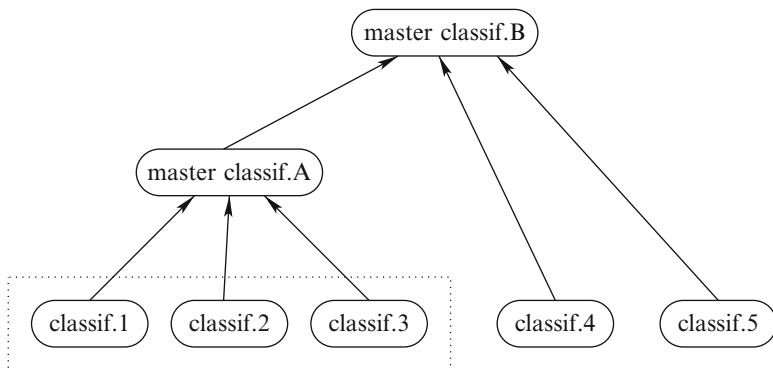 master classif.B
master classif.A
classif.1
classif.2
classif.3
classif.4
classif.5